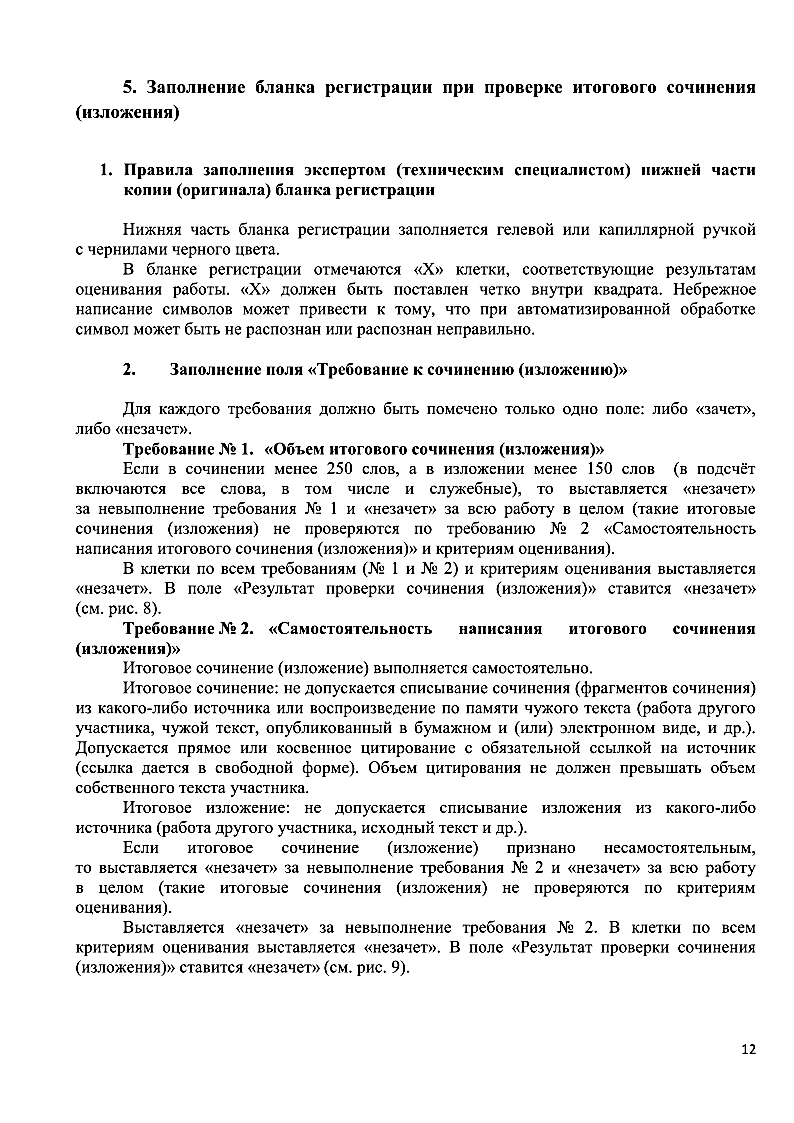 5. Заполнение бланка регистрации при проверке итогового сочинения
(изложения)
1. Правила заполнения экспертом (техническим специалистом) нижней части
копии (оригинала) бланка регистрации
Нижняя часть бланка регистрации заполняется гелевой или капиллярной ручкой
с чернилами черного цвета.
В бланке регистрации отмечаются «X» клетки, соответствующие результатам
оценивания работы. «X» должен быть поставлен четко внутри квадрата. Небрежное
написание символов может привести к тому, что при автоматизированной обработке
символ может быть не распознан или распознан неправильно.
2. Заполнение поля «Требование к сочинению (изложению)»
Для каждого требования должно быть помечено только одно поле: либо «зачет»,
либо «незачет».
Требование № 1. «Объем итогового сочинения (изложения)»
Если в сочинении менее 250 слов, а в изложении менее 150 слов (в подсчёт
включаются все слова, в том числе и служебные), то выставляется «незачет»
за невыполнение требования № 1 и «незачет» за всю работу в целом (такие итоговые
сочинения (изложения) не проверяются по требованию № 2 «Самостоятельность
написания итогового сочинения (изложения)» и критериям оценивания).
В клетки по всем требованиям (№ 1 и № 2) и критериям оценивания выставляется
«незачет». В поле «Результат проверки сочинения (изложения)» ставится «незачет»
(см. рис. 8).
Требование № 2. «Самостоятельность написания итогового сочинения
(изложения)»
Итоговое сочинение (изложение) выполняется самостоятельно.
Итоговое сочинение: не допускается списывание сочинения (фрагментов сочинения)
из какого-либо источника или воспроизведение по памяти чужого текста (работа другого
участника, чужой текст, опубликованный в бумажном и (или) электронном виде, и др.).
Допускается прямое или косвенное цитирование с обязательной ссылкой на источник
(ссылка дается в свободной форме). Объем цитирования не должен превышать объем
собственного текста участника.
Итоговое изложение: не допускается списывание изложения из какого-либо
источника (работа другого участника, исходный текст и др.).
Если итоговое сочинение (изложение) признано несамостоятельным,
то выставляется «незачет» за невыполнение требования № 2 и «незачет» за всю работу
в целом (такие итоговые сочинения (изложения) не проверяются по критериям
оценивания).
Выставляется «незачет» за невыполнение требования № 2. В клетки по всем
критериям оценивания выставляется «незачет». В поле «Результат проверки сочинения
(изложения)» ставится «незачет» (см. рис. 9).
12